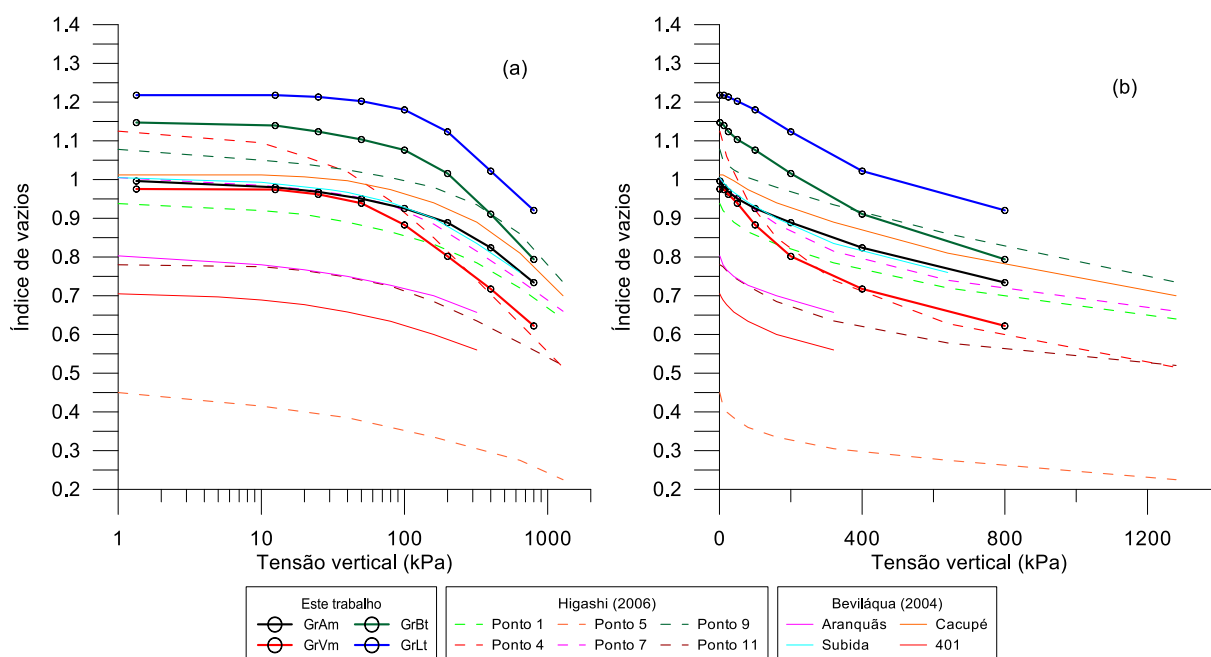 1.4
1.3
1.2
1.1
1
0.9
0.8
0.7
0.6
0.5
0.4
0.3
0.2
Índice de vazios
(a)
1 10 100 1000
Tensão vertical (kPa)
1.4
1.3
1.2
1.1
1
0.9
0.8
0.7
0.6
0.5
0.4
0.3
0.2
Índice de vazios
(b)
0 400 800 1200
Tensão vertical (kPa)
Este trabalho
GrAm GrBt
GrVm GrLt
Higashi (2006)
Ponto 1 Ponto 5 Ponto 9
Ponto 4 Ponto 7 Ponto 11
Beviláqua (2004)
Aranquãs Cacupé
Subida 401